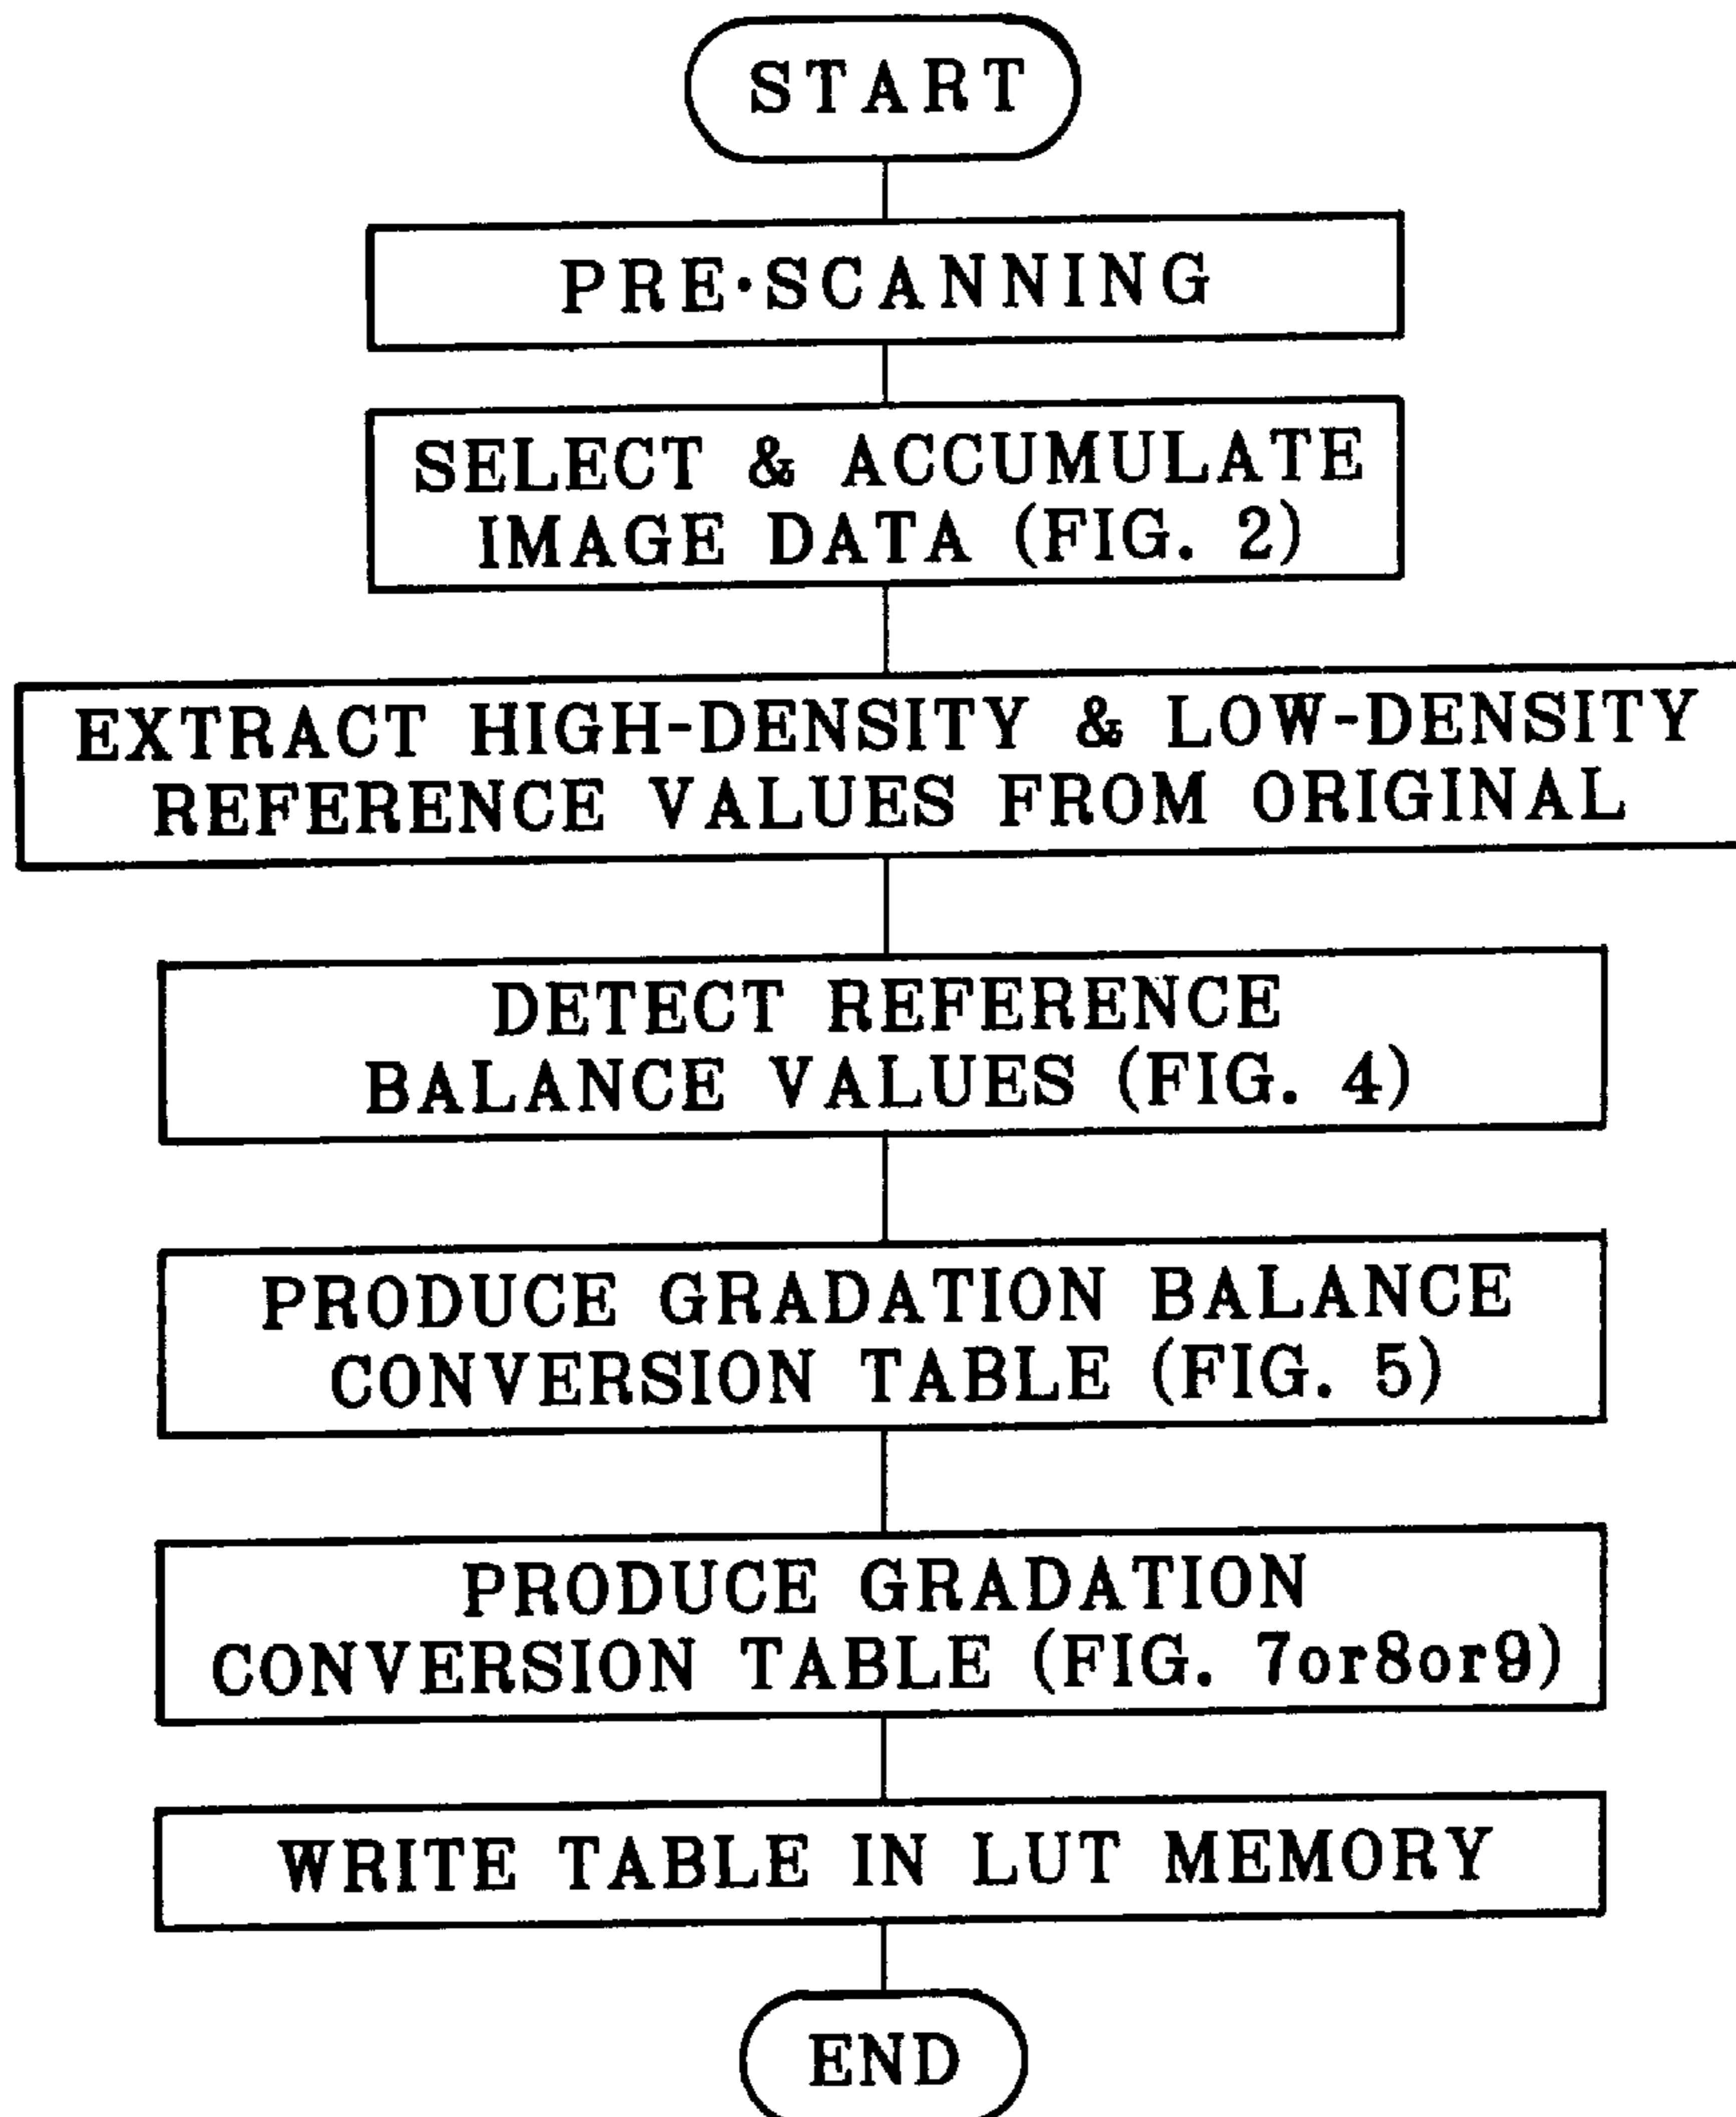 START
PRE·SCANNING
SELECT & ACCUMULATE
IMAGE DATA (FIG. 2)
EXTRACT HIGH-DENSITY & LOW-DENSITY
REFERENCE VALUES FROM ORIGINAL
DETECT REFERENCE
BALANCE VALUES (FIG. 4)
PRODUCE GRADATION BALANCE
CONVERSION TABLE (FIG. 5)
PRODUCE GRADATION
CONVERSION TABLE (FIG. 7or8or9)
WRITE TABLE IN LUT MEMORY
END